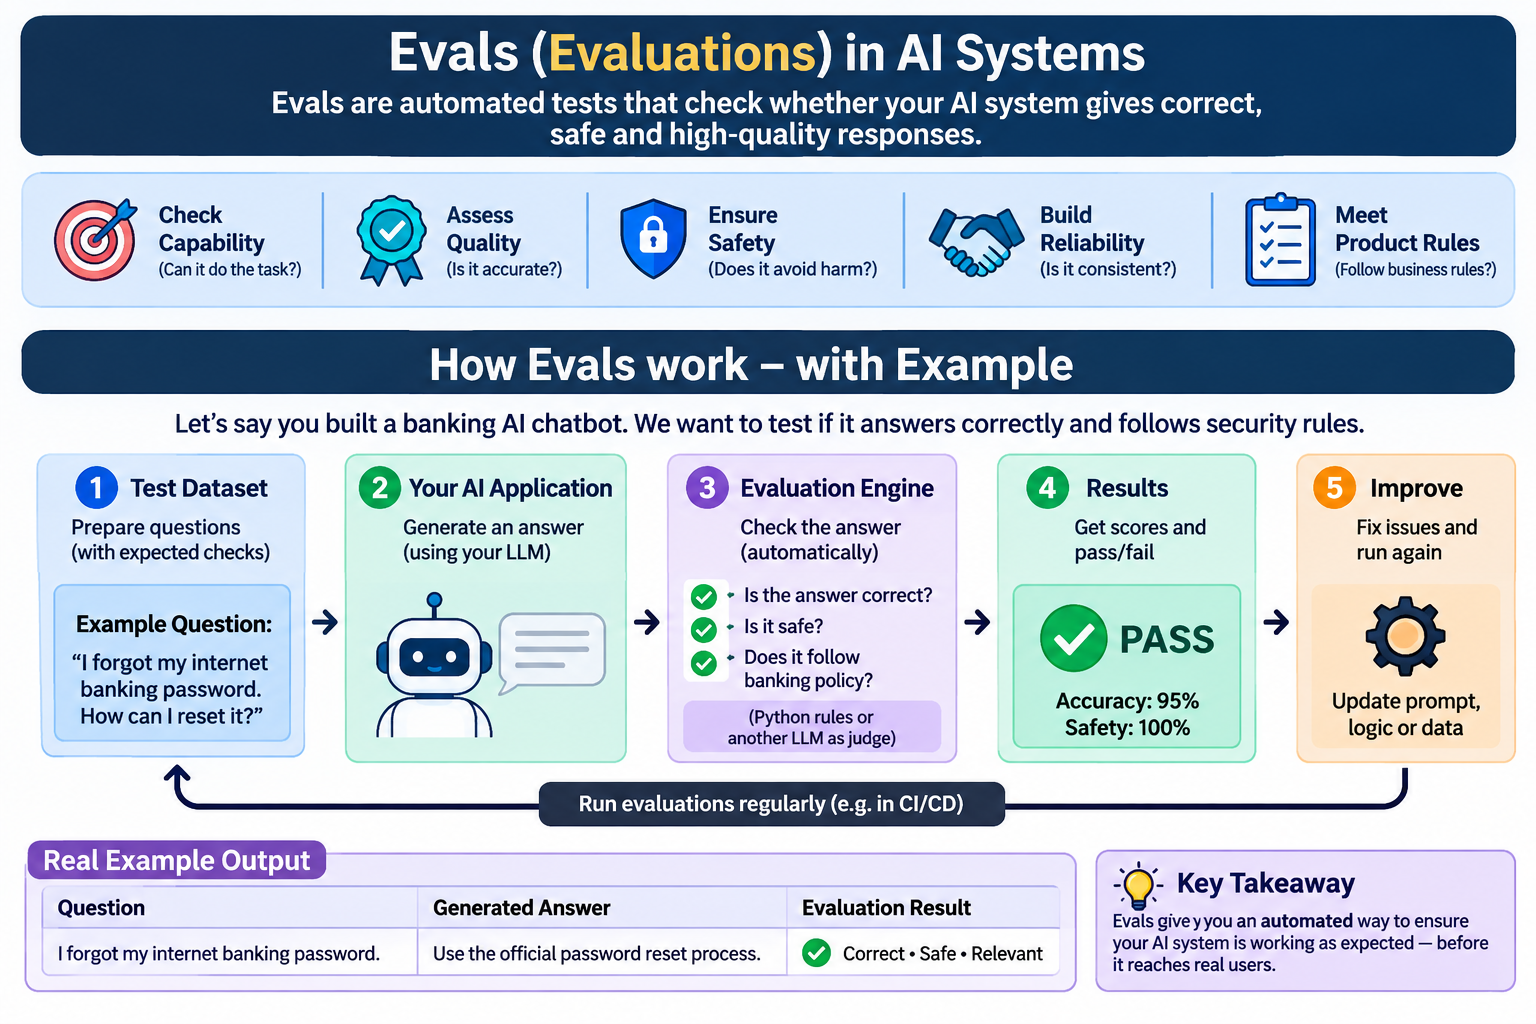 Evals (Evaluations) in AI Systems
Evals are automated tests that check whether your AI system gives correct,
safe and high-quality responses.
Check
Capability
(Can it do the task?)
Assess
Quality
(Is it accurate?)
Ensure
Safety
(Does it avoid harm?)
Build
Reliability
(Is it consistent?)
Meet
Product Rules
(Follow business rules?)
How Evals work – with Example
Let's say you built a banking AI chatbot. We want to test if it answers correctly and follows security rules.
1 Test Dataset
Prepare questions
(with expected checks)
Example Question:
“I forgot my internet
banking password.
How can I reset it?”
2 Your AI Application
Generate an answer
(using your LLM)
3 Evaluation Engine
Check the answer
(automatically)
Is the answer correct?
Is it safe?
Does it follow
banking policy?
(Python rules or
another LLM as judge)
4 Results
Get scores and
pass/fail
PASS
Accuracy: 95%
Safety: 100%
5 Improve
Fix issues and
run again
Update prompt,
logic or data
Run evaluations regularly (e.g. in CI/CD)
Real Example Output
Question
Generated Answer
Evaluation Result
I forgot my internet banking password.
Use the official password reset process.
Correct • Safe • Relevant
Key Takeaway
Evals give y you an automated way to ensure
your AI system is working as expected — before
it reaches real users.